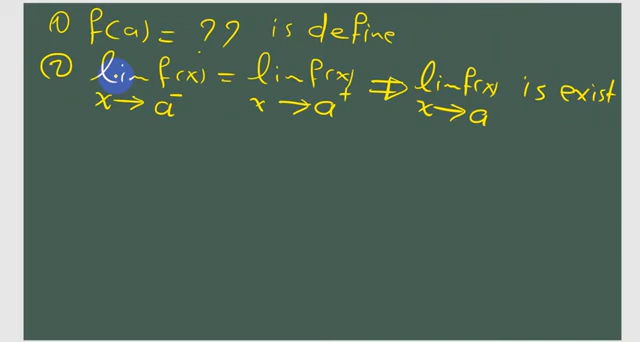 ① f(a) = ?? is define
② lim f(x) = lim f(x) ⇒ lim f(x) is exist
x → a⁻ x → a⁺ x → a